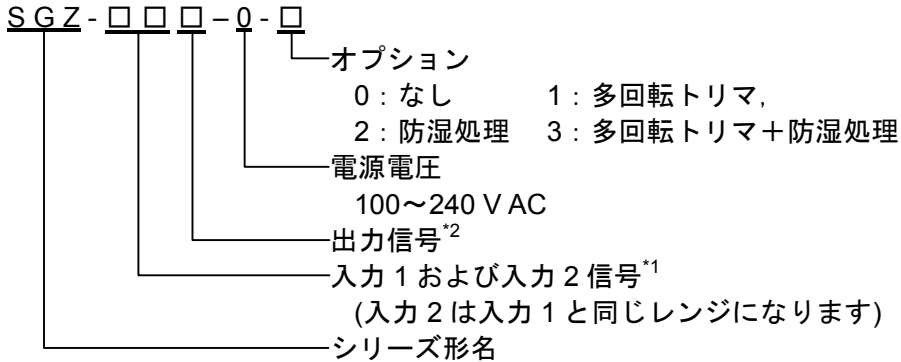 SGZ-□□□–0-□
オプション
0：なし 1：多回転トリマ,
2：防湿処理 3：多回転トリマ＋防湿処理
電源電圧
100～240 V AC
出力信号*2
入力 1 および入力 2 信号*1
(入力 2 は入力 1 と同じレンジになります)
シリーズ形名